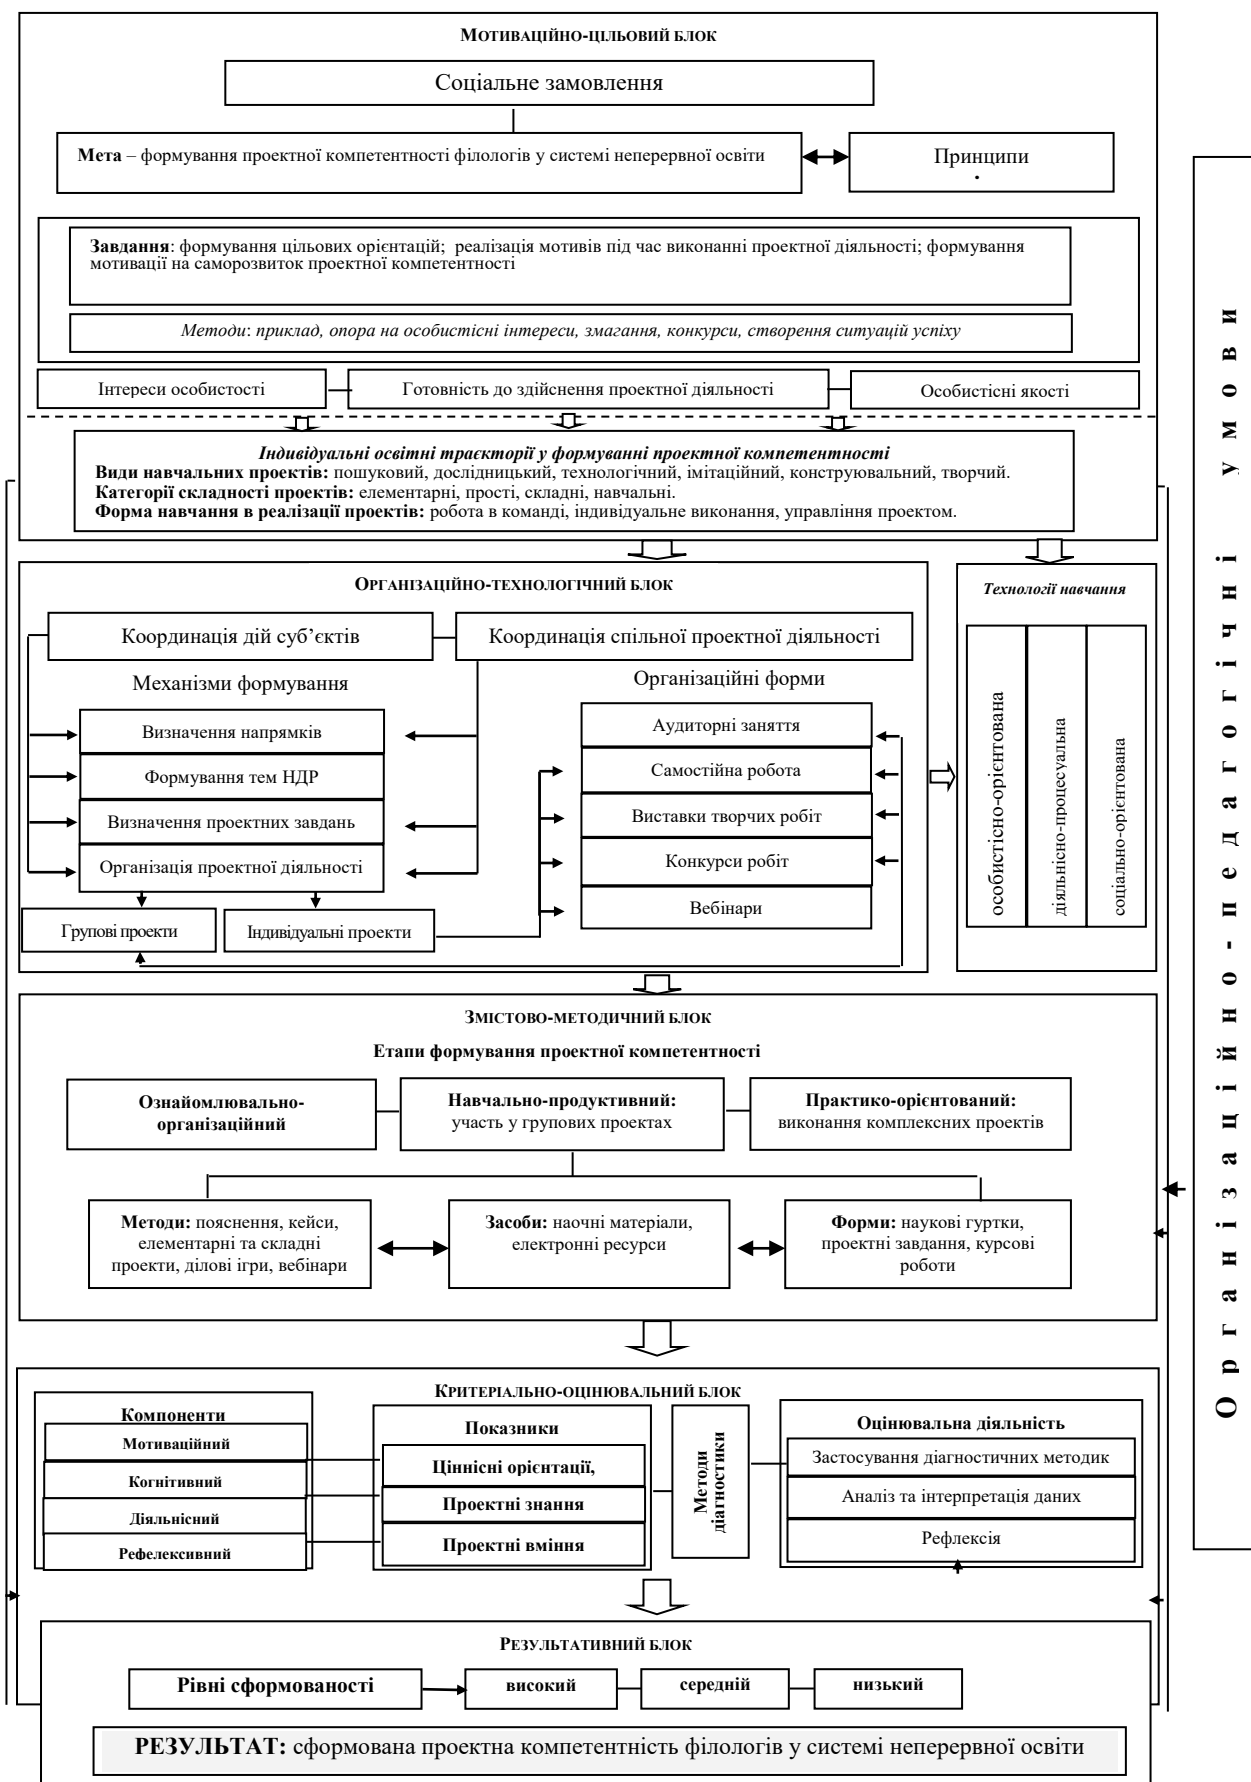 МОТИВАЦІЙНО-ЦІЛЬОВИЙ БЛОК
Соціальне замовлення
Мета – формування проектної компетентності філологів у системі неперервної освіти
Принципи
.
Завдання: формування цільових орієнтацій; реалізація мотивів під час виконанні проектної діяльності; формування
мотивації на саморозвиток проектної компетентності
Методи: приклад, опора на особистісні інтереси, змагання, конкурси, створення ситуацій успіху
Інтереси особистості
Готовність до здійснення проектної діяльності
Особистісні якості
Індивідуальні освітні траєкторії у формуванні проектної компетентності
Види навчальних проектів: пошуковий, дослідницький, технологічний, імітаційний, конструювальний, творчий.
Категорії складності проектів: елементарні, прості, складні, навчальні.
Форма навчання в реалізації проектів: робота в команді, індивідуальне виконання, управління проектом.
ОРГАНІЗАЦІЙНО-ТЕХНОЛОГІЧНИЙ БЛОК
Координація дій суб’єктів
Координація спільної проектної діяльності
Механізми формування
Визначення напрямків
Формування тем НДР
Визначення проектних завдань
Організація проектної діяльності
Групові проекти
Індивідуальні проекти
Організаційні форми
Аудиторні заняття
Самостійна робота
Виставки творчих робіт
Конкурси робіт
Вебінари
Технології навчання
особистісно-орієнтована
діяльнісно-процесуальна
соціально-орієнтована
ЗМІСТОВО-МЕТОДИЧНИЙ БЛОК
Етапи формування проектної компетентності
Ознайомлювально-
організаційний
Навчально-продуктивний:
участь у групових проектах
Практико-орієнтований:
виконання комплексних проектів
Методи: пояснення, кейси,
елементарні та складні
проекти, ділові ігри, вебінари
Засоби: наочні матеріали,
електронні ресурси
Форми: наукові гуртки,
проектні завдання, курсові
роботи
КРИТЕРІАЛЬНО-ОЦІНЮВАЛЬНИЙ БЛОК
Компоненти
Мотиваційний
Когнітивний
Діяльнісний
Рефелексивний
Показники
Ціннісні орієнтації,
Проектні знання
Проектні вміння
Методи
діагностики
Оцінювальна діяльність
Застосування діагностичних методик
Аналіз та інтерпретація даних
Рефлексія
РЕЗУЛЬТАТИВНИЙ БЛОК
Рівні сформованості
високий
середній
низький
РЕЗУЛЬТАТ: сформована проектна компетентність філологів у системі неперервної освіти
Організаційно-педагогічні умови